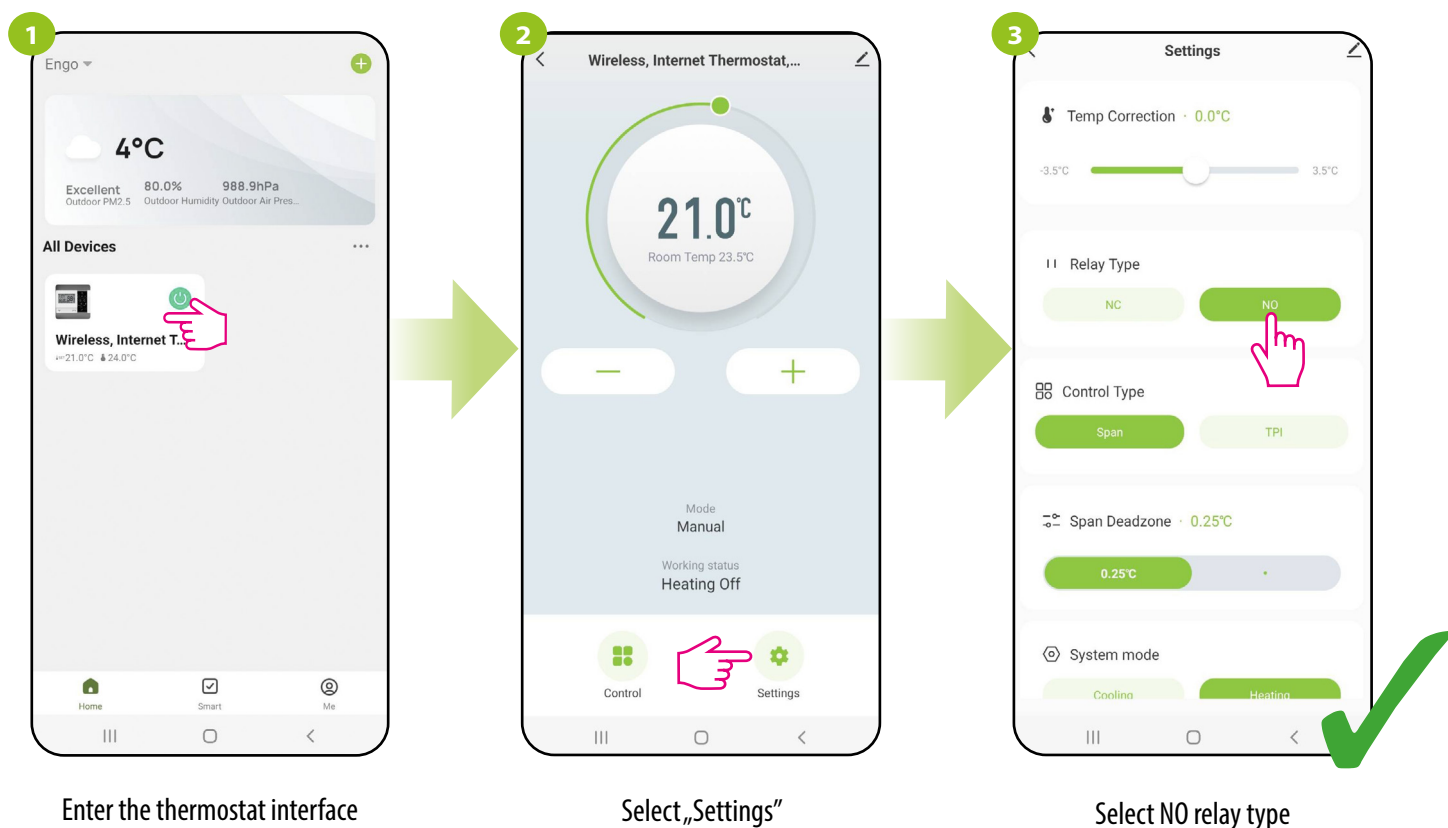 1
Engo
4°C
Excellent 80.0% 988.9hPa
Outdoor PM2.5 Outdoor Humidity Outdoor Air Pres...
All Devices
Wireless, Internet T...
21.0°C 24.0°C
Home Smart Me
Enter the thermostat interface
2
Wireless, Internet Thermostat,...
21.0°C
Room Temp 23.5°C
Mode
Manual
Working status
Heating Off
Control Settings
Select „Settings”
3
Settings
Temp Correction · 0.0°C
-3.5°C 3.5°C
Relay Type
NC NO
Control Type
Span TPI
Span Deadzone · 0.25°C
0.25°C
System mode
Cooling Heating
Select NO relay type